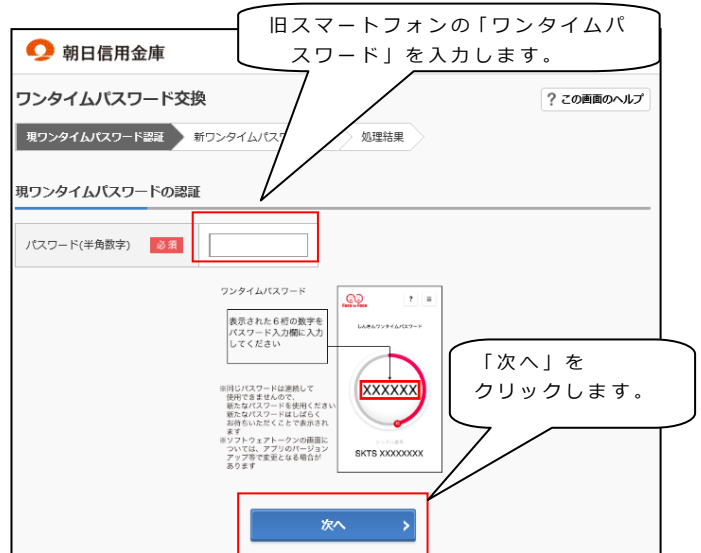 旧スマートフォンの「ワンタイムパ
スワード」を入力します。
朝日信用金庫
ワンタイムパスワード交換
? この画面のヘルプ
現ワンタイムパスワード認証
新ワンタイムパス
処理結果
現ワンタイムパスワードの認証
パスワード(半角数字)
必須
ワンタイムパスワード
Face to Face
? ≡
表示された6桁の数字を
パスワード入力欄に入力
してください
しんきんワンタイムパスワード
XXXXXX
※同じパスワードは連続して
使用できませんので、
新たなパスワードを使用ください
新たなパスワードはしばらく
お待ちいただくことで表示され
ます
※ソフトウェアトークンの画面に
ついては、アプリのバージョン
アップ等で変更となる場合が
あります
SKTS XXXXXXXX
「次へ」を
クリックします。
次へ